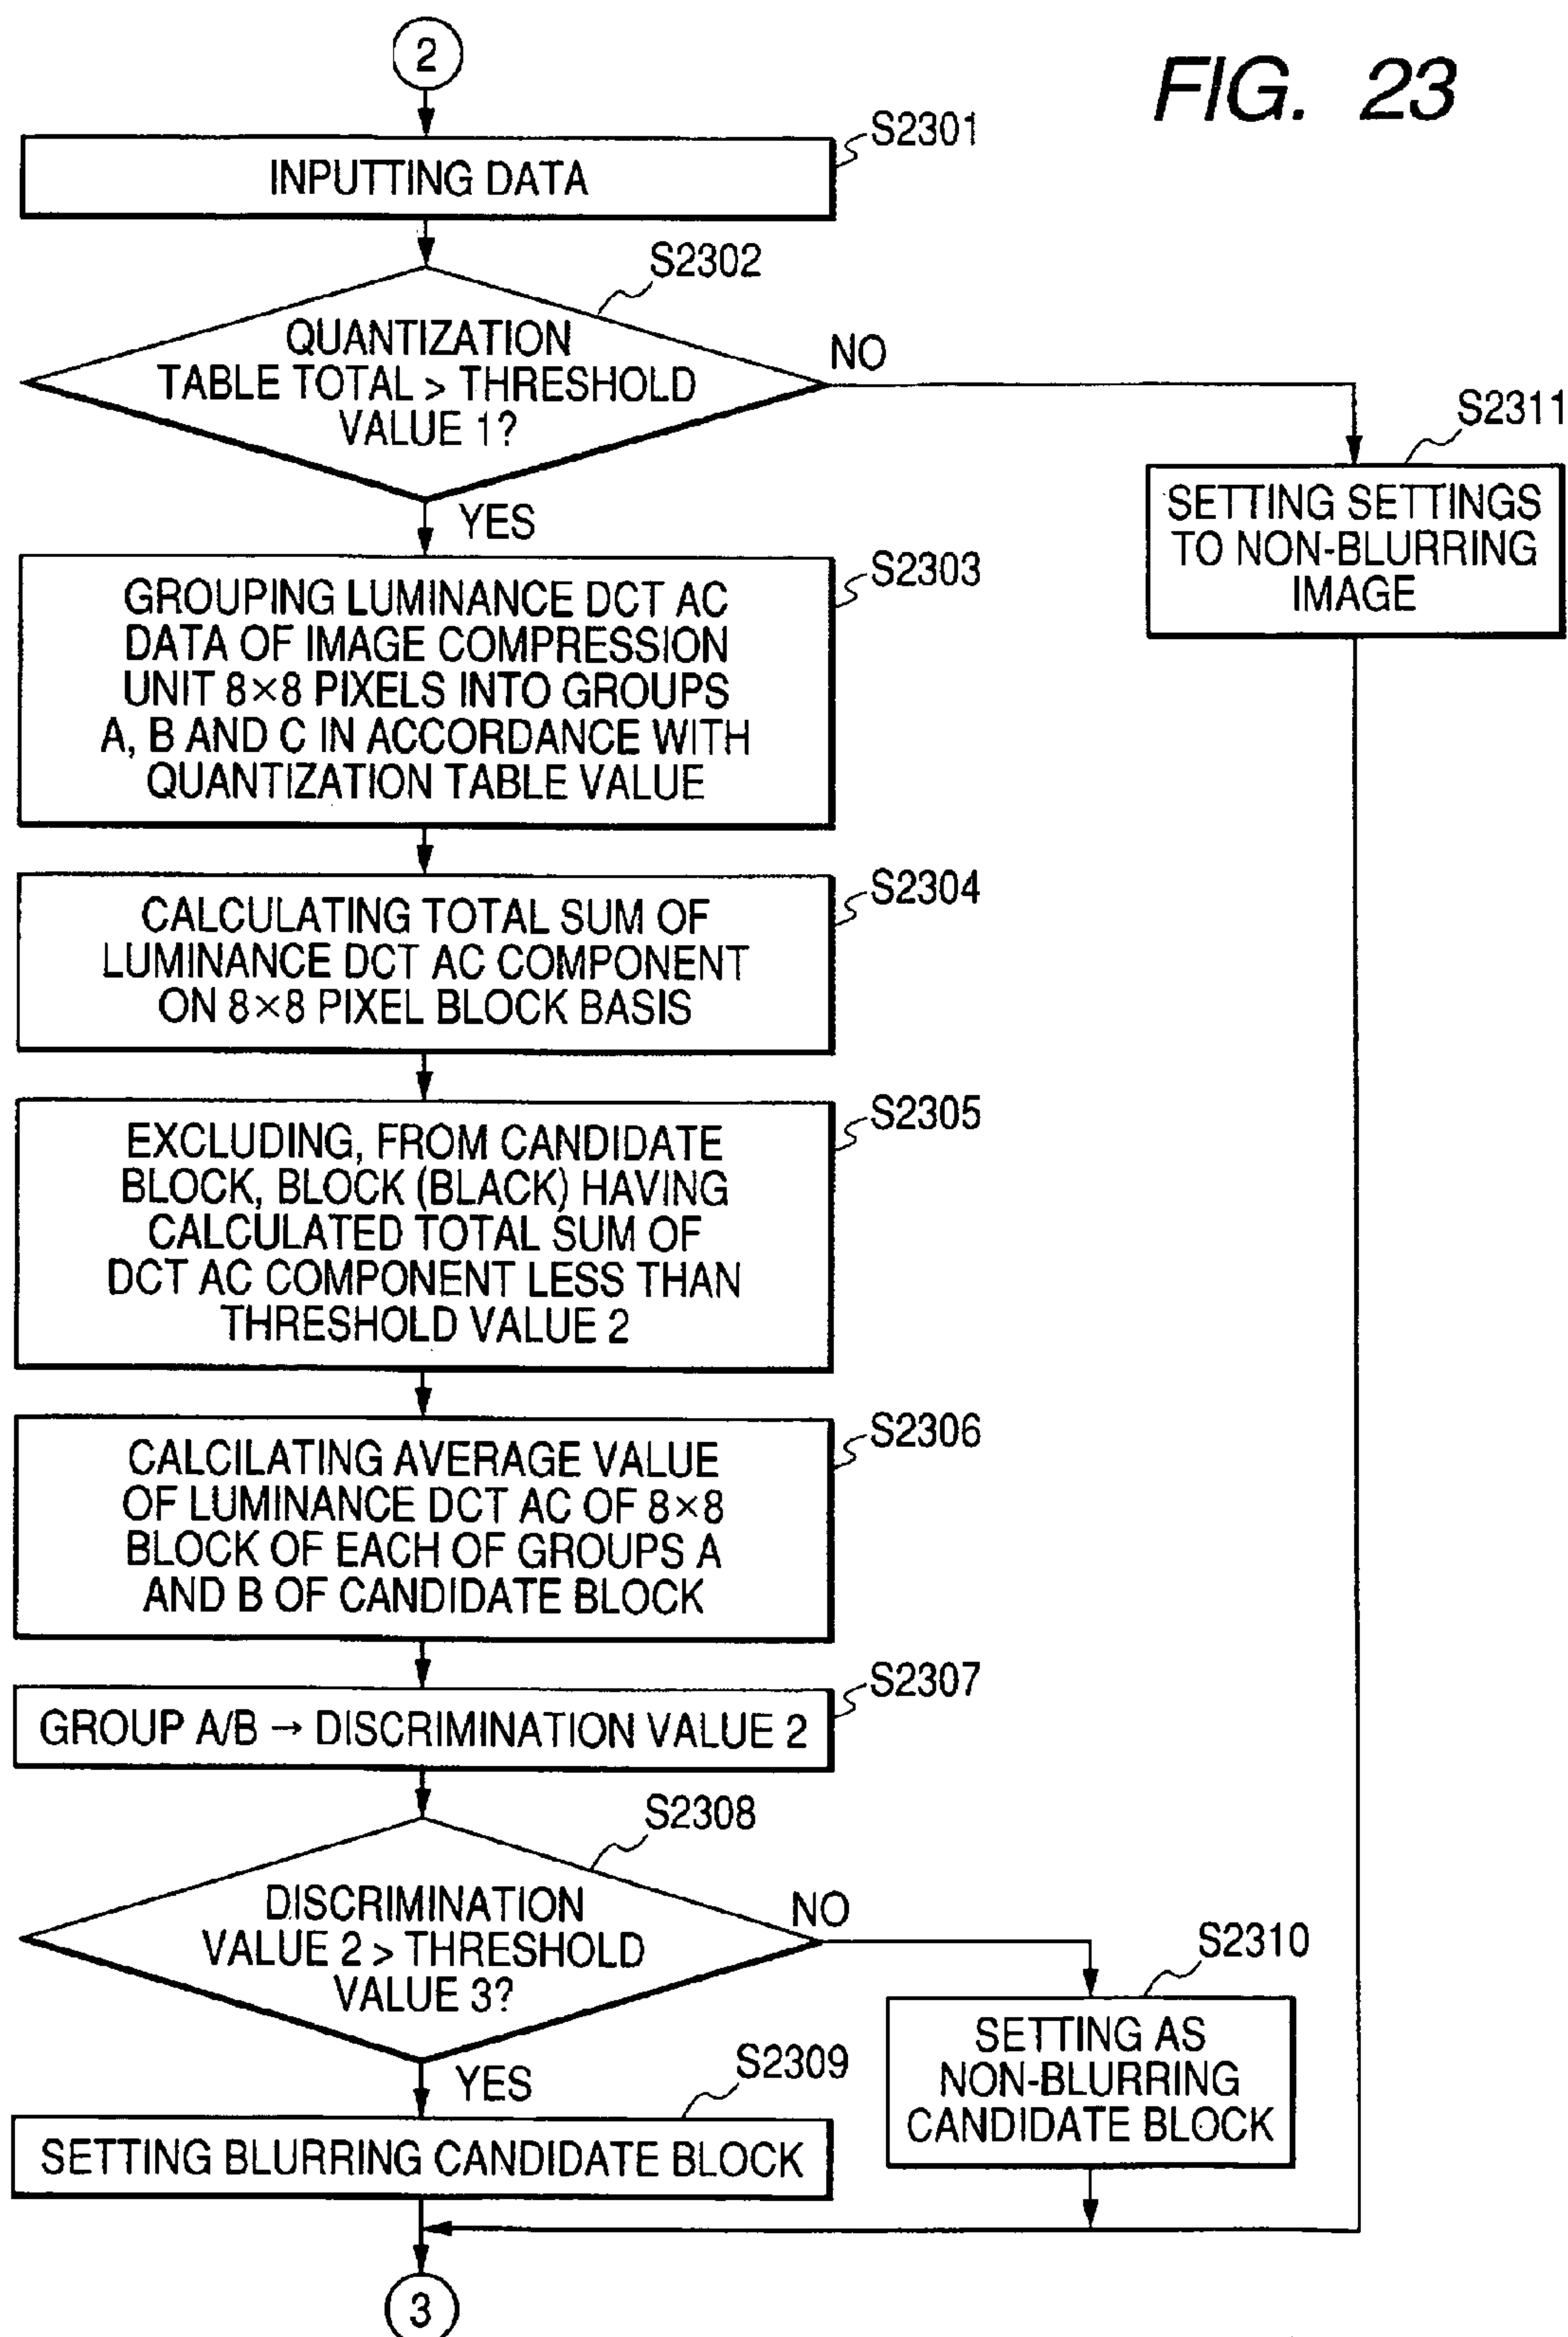 2
FIG. 23
S2301
INPUTTING DATA
S2302
QUANTIZATION
TABLE TOTAL > THRESHOLD
VALUE 1?
NO
YES
S2311
SETTING SETTINGS
TO NON-BLURRING
IMAGE
S2303
GROUPING LUMINANCE DCT AC
DATA OF IMAGE COMPRESSION
UNIT 8×8 PIXELS INTO GROUPS
A, B AND C IN ACCORDANCE WITH
QUANTIZATION TABLE VALUE
S2304
CALCULATING TOTAL SUM OF
LUMINANCE DCT AC COMPONENT
ON 8×8 PIXEL BLOCK BASIS
S2305
EXCLUDING, FROM CANDIDATE
BLOCK, BLOCK (BLACK) HAVING
CALCULATED TOTAL SUM OF
DCT AC COMPONENT LESS THAN
THRESHOLD VALUE 2
S2306
CALCILATING AVERAGE VALUE
OF LUMINANCE DCT AC OF 8×8
BLOCK OF EACH OF GROUPS A
AND B OF CANDIDATE BLOCK
S2307
GROUP A/B → DISCRIMINATION VALUE 2
S2308
DISCRIMINATION
VALUE 2 > THRESHOLD
VALUE 3?
NO
YES
S2310
SETTING AS
NON-BLURRING
CANDIDATE BLOCK
S2309
SETTING BLURRING CANDIDATE BLOCK
3